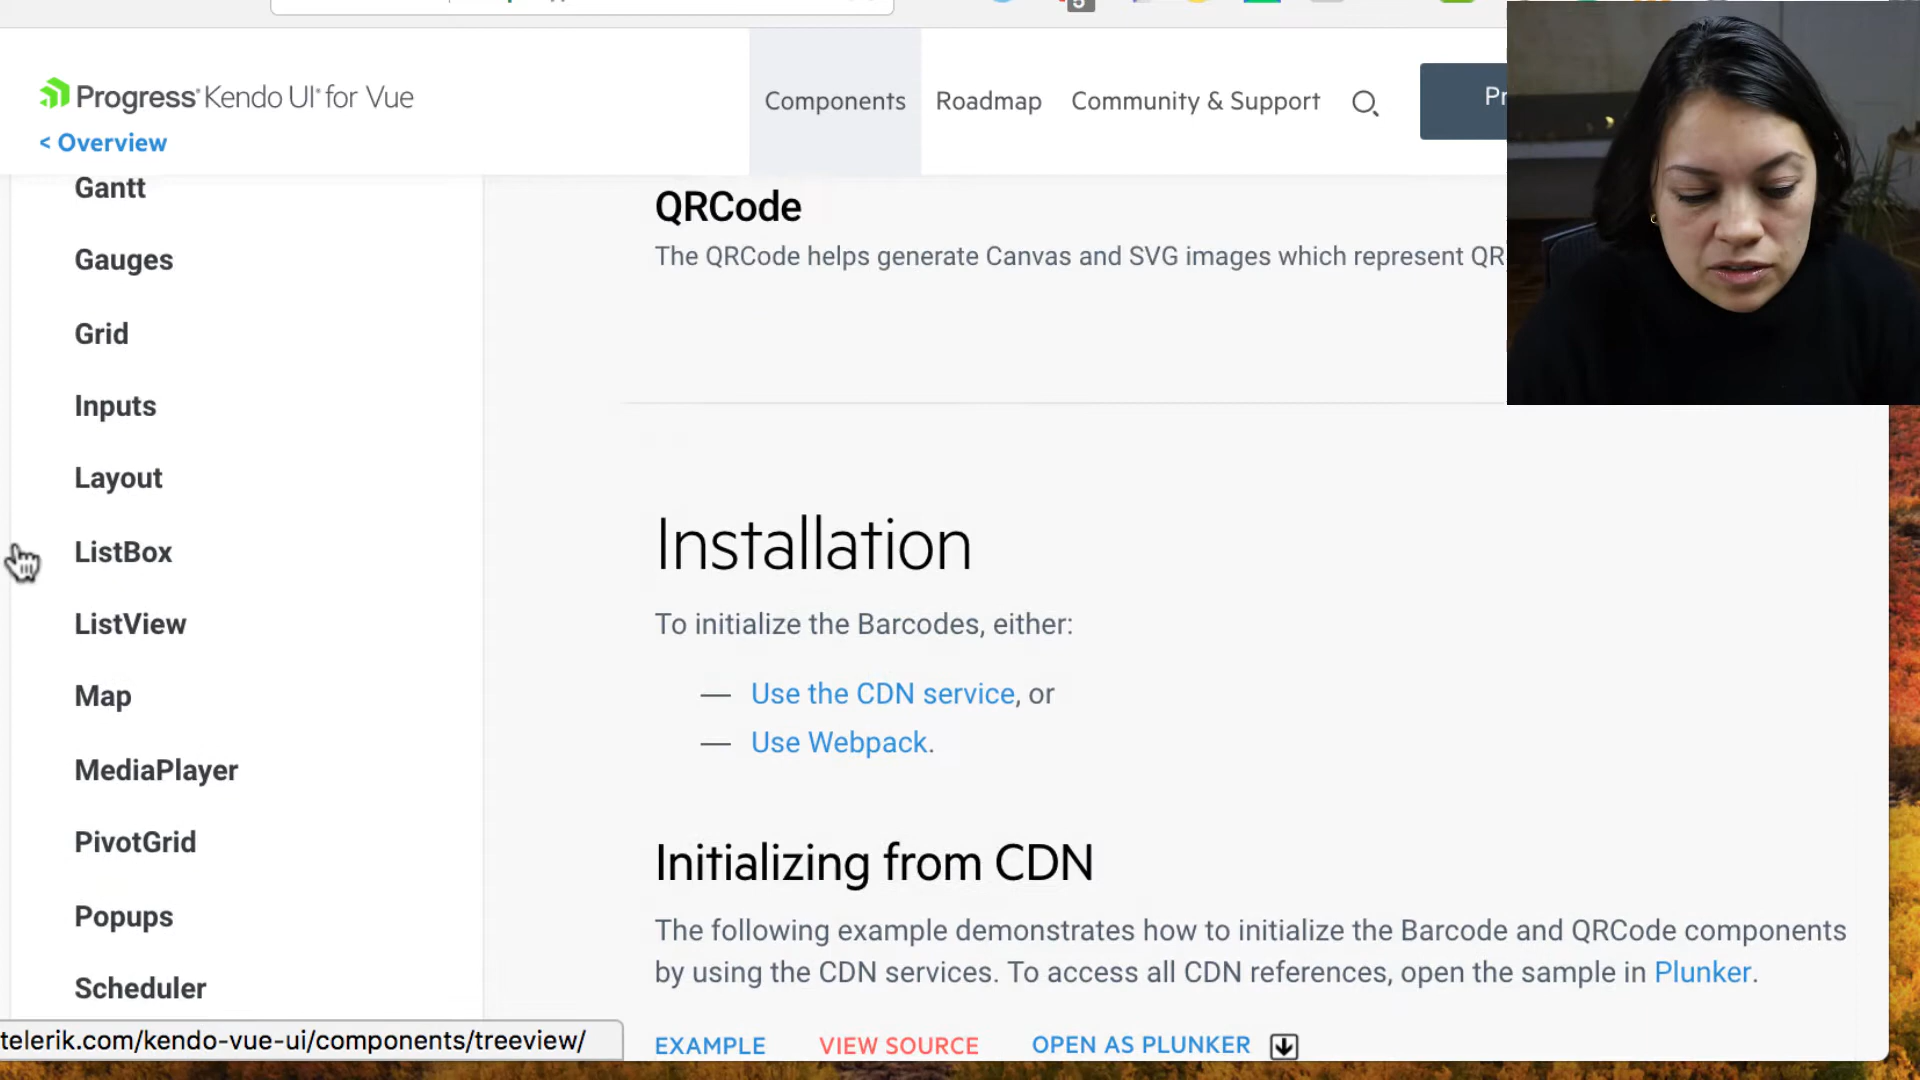 5
Progress Kendo UI for Vue
< Overview
Components
Roadmap
Community & Support
Gantt
Gauges
Grid
Inputs
Layout
ListBox
ListView
Map
MediaPlayer
PivotGrid
Popups
Scheduler
QRCode
The QRCode helps generate Canvas and SVG images which represent QR
Installation
To initialize the Barcodes, either:
— Use the CDN service, or
— Use Webpack.
Initializing from CDN
The following example demonstrates how to initialize the Barcode and QRCode components
by using the CDN services. To access all CDN references, open the sample in Plunker.
EXAMPLE
VIEW SOURCE
OPEN AS PLUNKER
telerik.com/kendo-vue-ui/components/treeview/